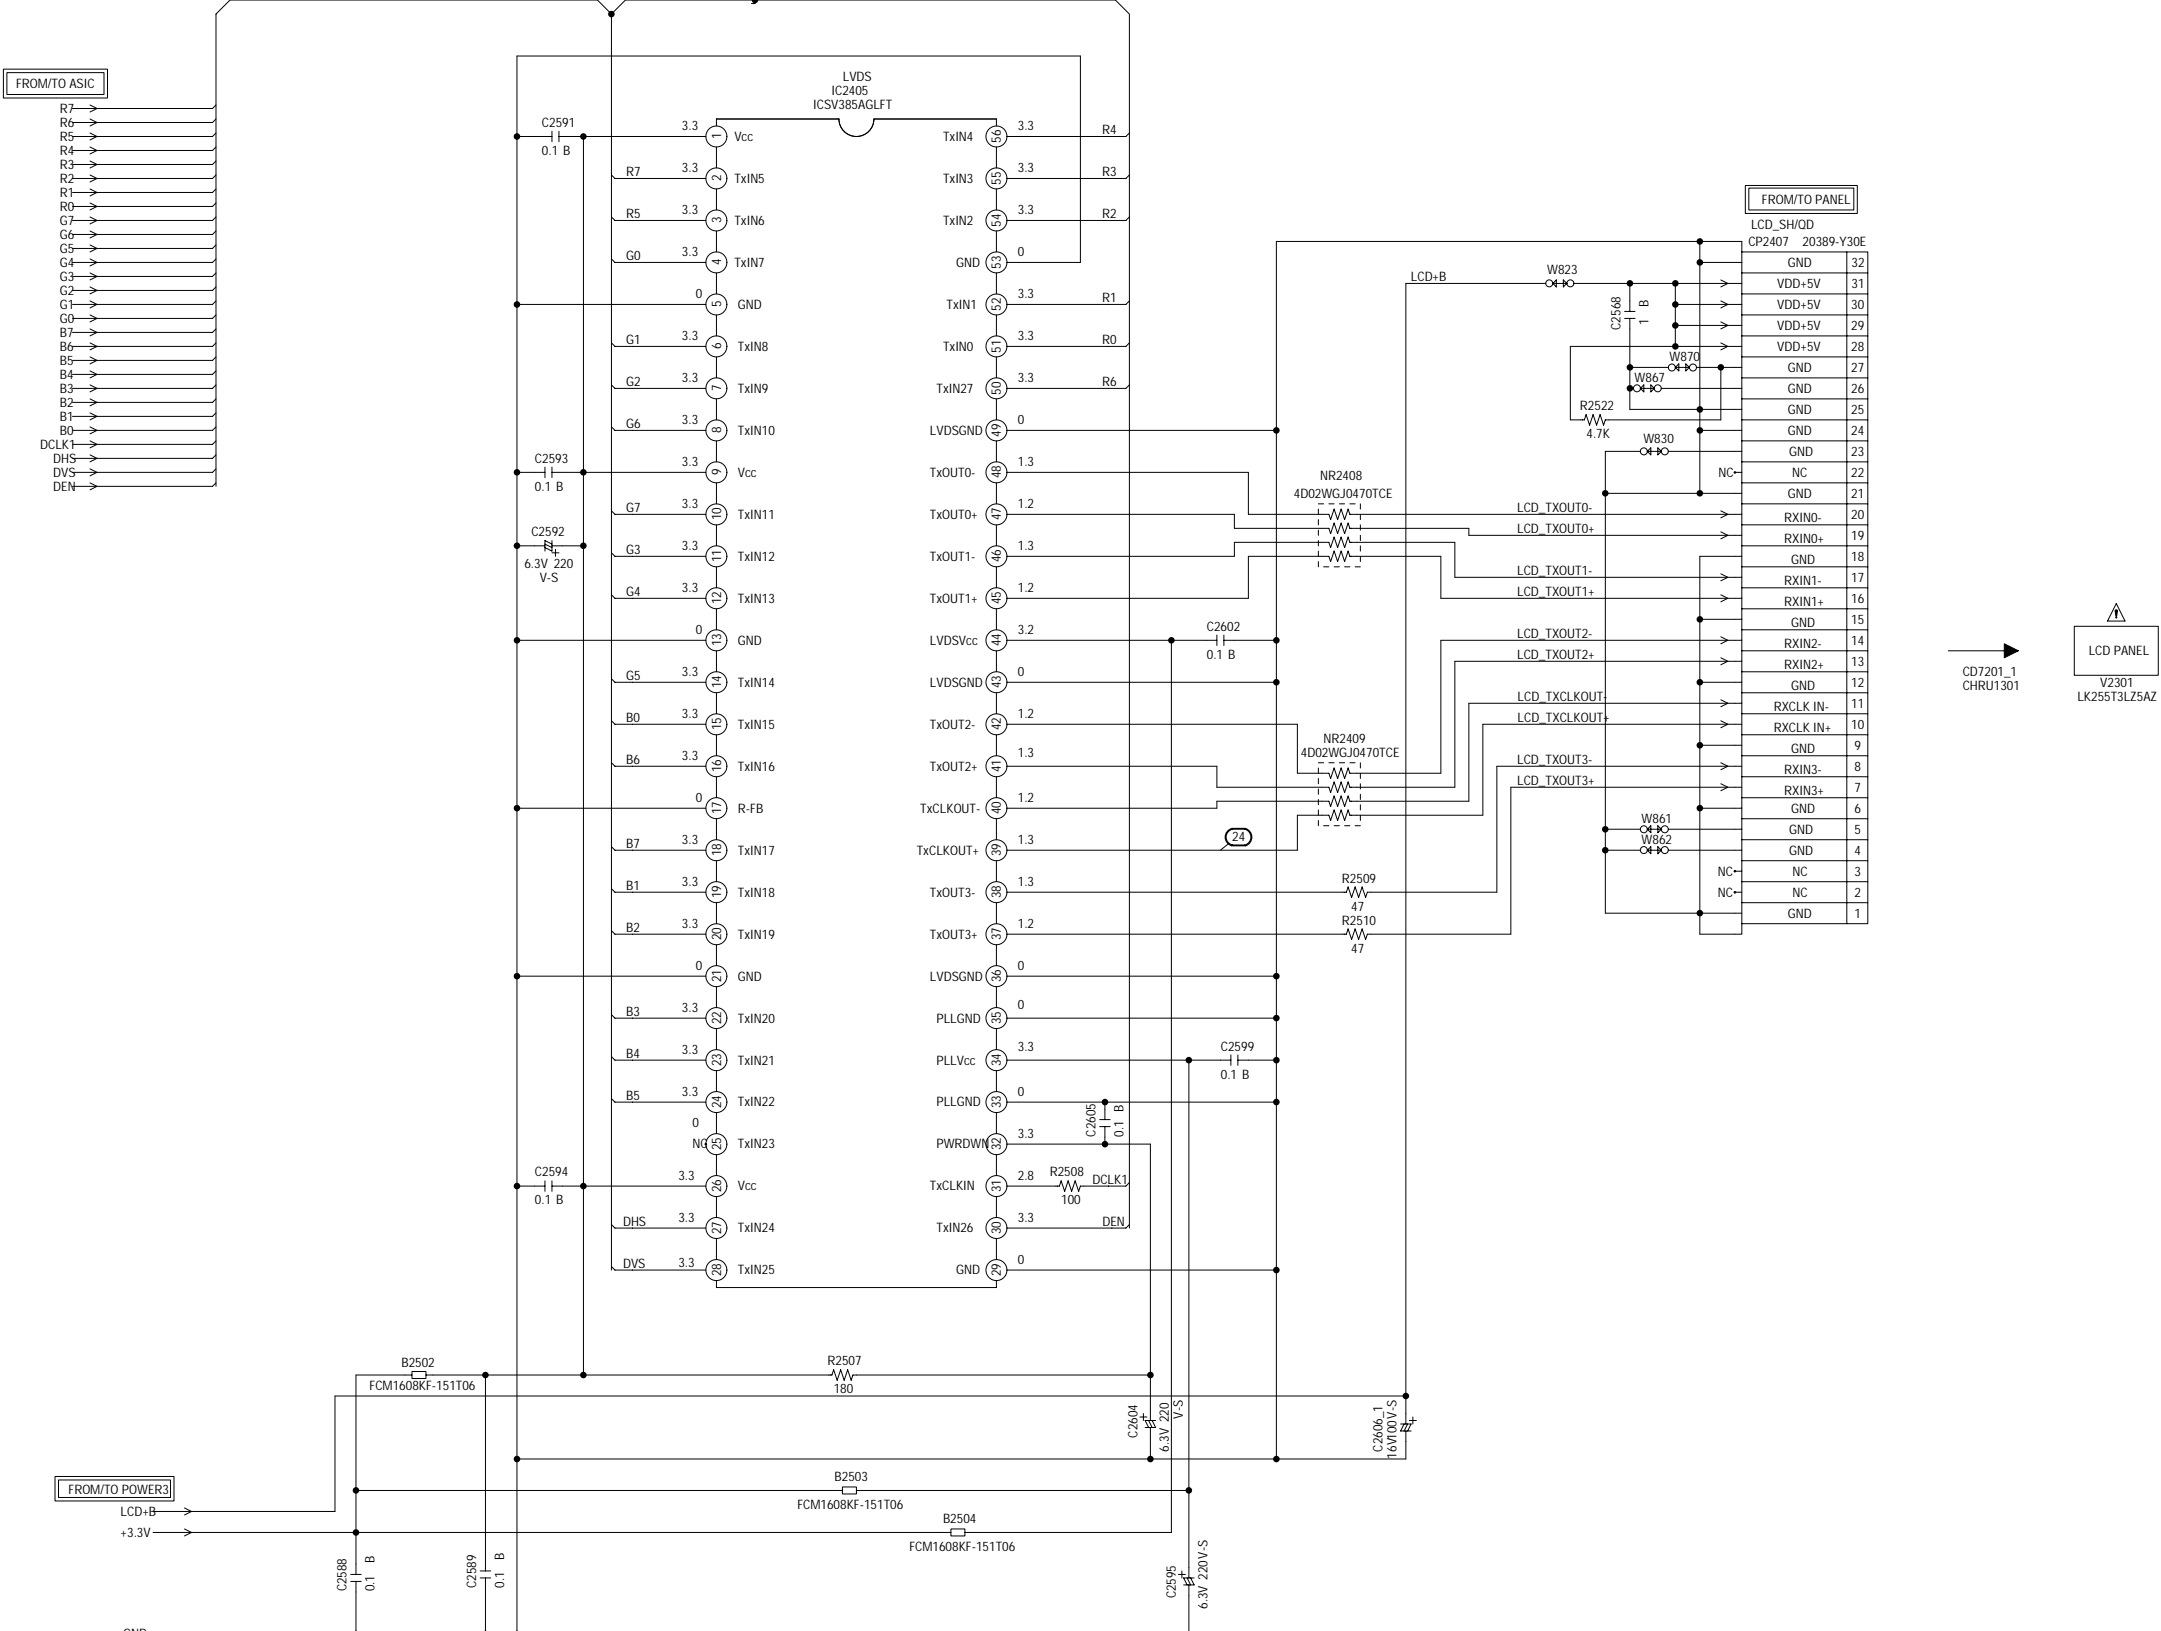 FROM/TO ASIC
R7
R6
R5
R4
R3
R2
R1
R0
G7
G6
G5
G4
G3
G2
G1
G0
B7
B6
B5
B4
B3
B2
B1
B0
DCLK1
DHS
DVS
DEN
LVDS
IC2405
ICSV385AGLFT
C2591
0.1 B
3.3 1 Vcc
R7 3.3 2 TxIN5
R5 3.3 3 TxIN6
G0 3.3 4 TxIN7
0 5 GND
G1 3.3 6 TxIN8
G2 3.3 7 TxIN9
G6 3.3 8 TxIN10
C2593
0.1 B
3.3 9 Vcc
G7 3.3 10 TxIN11
C2592
6.3V 220
V-S
G3 3.3 11 TxIN12
G4 3.3 12 TxIN13
0 13 GND
G5 3.3 14 TxIN14
B0 3.3 15 TxIN15
B6 3.3 16 TxIN16
0 17 R-FB
B7 3.3 18 TxIN17
B1 3.3 19 TxIN18
B2 3.3 20 TxIN19
0 21 GND
B3 3.3 22 TxIN20
B4 3.3 23 TxIN21
B5 3.3 24 TxIN22
0
NC 25 TxIN23
C2594
0.1 B
3.3 26 Vcc
DHS 3.3 27 TxIN24
DVS 3.3 28 TxIN25
TxIN4 56 3.3 R4
TxIN3 55 3.3 R3
TxIN2 54 3.3 R2
GND 53 0
TxIN1 52 3.3 R1
TxIN0 51 3.3 R0
TxIN27 50 3.3 R6
LVDSGND 49 0
TxOUT0- 48 1.3
TxOUT0+ 47 1.2
TxOUT1- 46 1.3
TxOUT1+ 45 1.2
LVDSVcc 44 3.2
C2602
0.1 B
LVDSGND 43 0
TxOUT2- 42 1.2
TxOUT2+ 41 1.3
TxCLKOUT- 40 1.2
TxCLKOUT+ 39 1.3
24
TxOUT3- 38 1.3
TxOUT3+ 37 1.2
LVDSGND 36 0
PLLGND 35 0
PLLVcc 34 3.3
C2599
0.1 B
PLLGND 33 0
C2605
0.1 B
PWRDWN 32 3.3
TxCLKIN 31 2.8
R2508
100
DCLK1
TxIN26 30 3.3 DEN
GND 29 0
NR2408
4D02WGJ0470TCE
NR2409
4D02WGJ0470TCE
R2509
47
R2510
47
LCD+B
W823
C2568
1 B
W870
W867
R2522
4.7K
W830
LCD_TXOUT0-
LCD_TXOUT0+
LCD_TXOUT1-
LCD_TXOUT1+
LCD_TXOUT2-
LCD_TXOUT2+
LCD_TXCLKOUT-
LCD_TXCLKOUT+
LCD_TXOUT3-
LCD_TXOUT3+
W861
W862
FROM/TO PANEL
LCD_SH/QD
CP2407 20389-Y30E
GND 32
VDD+5V 31
VDD+5V 30
VDD+5V 29
VDD+5V 28
GND 27
GND 26
GND 25
GND 24
GND 23
NC NC 22
GND 21
RXIN0- 20
RXIN0+ 19
GND 18
RXIN1- 17
RXIN1+ 16
GND 15
RXIN2- 14
RXIN2+ 13
GND 12
RXCLK IN- 11
RXCLK IN+ 10
GND 9
RXIN3- 8
RXIN3+ 7
GND 6
GND 5
GND 4
NC NC 3
NC NC 2
GND 1
CD7201_1
CHRU1301
LCD PANEL
V2301
LK255T3LZ5AZ
B2502
FCM1608KF-151T06
R2507
180
C2604
6.3V 220
V-S
C2606_1
16V100V-S
FROM/TO POWER3
LCD+B
+3.3V
B2503
FCM1608KF-151T06
B2504
FCM1608KF-151T06
C2588
0.1 B
C2589
0.1 B
C2595
6.3V 220V-S